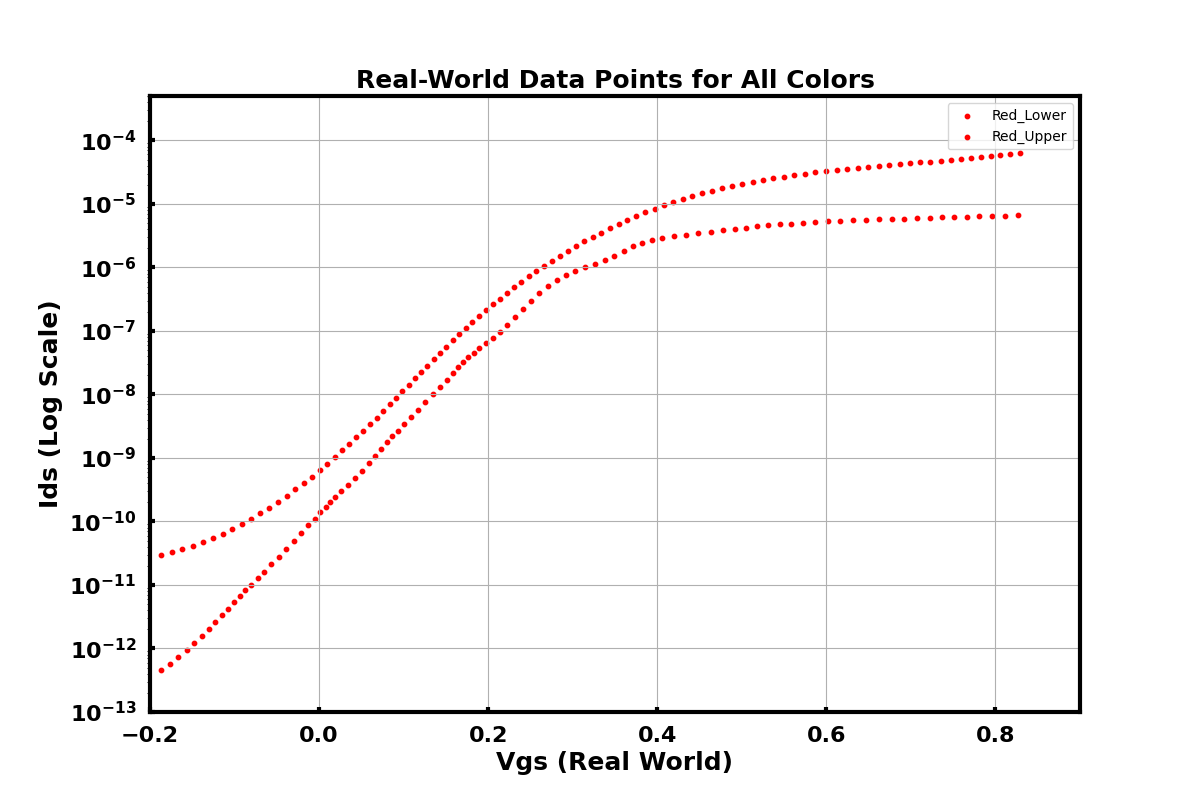 Real-World Data Points for All Colors
Red_Lower
Red_Upper
10⁻⁴
10⁻⁵
10⁻⁶
10⁻⁷
10⁻⁸
10⁻⁹
10⁻¹⁰
10⁻¹¹
10⁻¹²
10⁻¹³
Ids (Log Scale)
−0.2 0.0 0.2 0.4 0.6 0.8
Vgs (Real World)